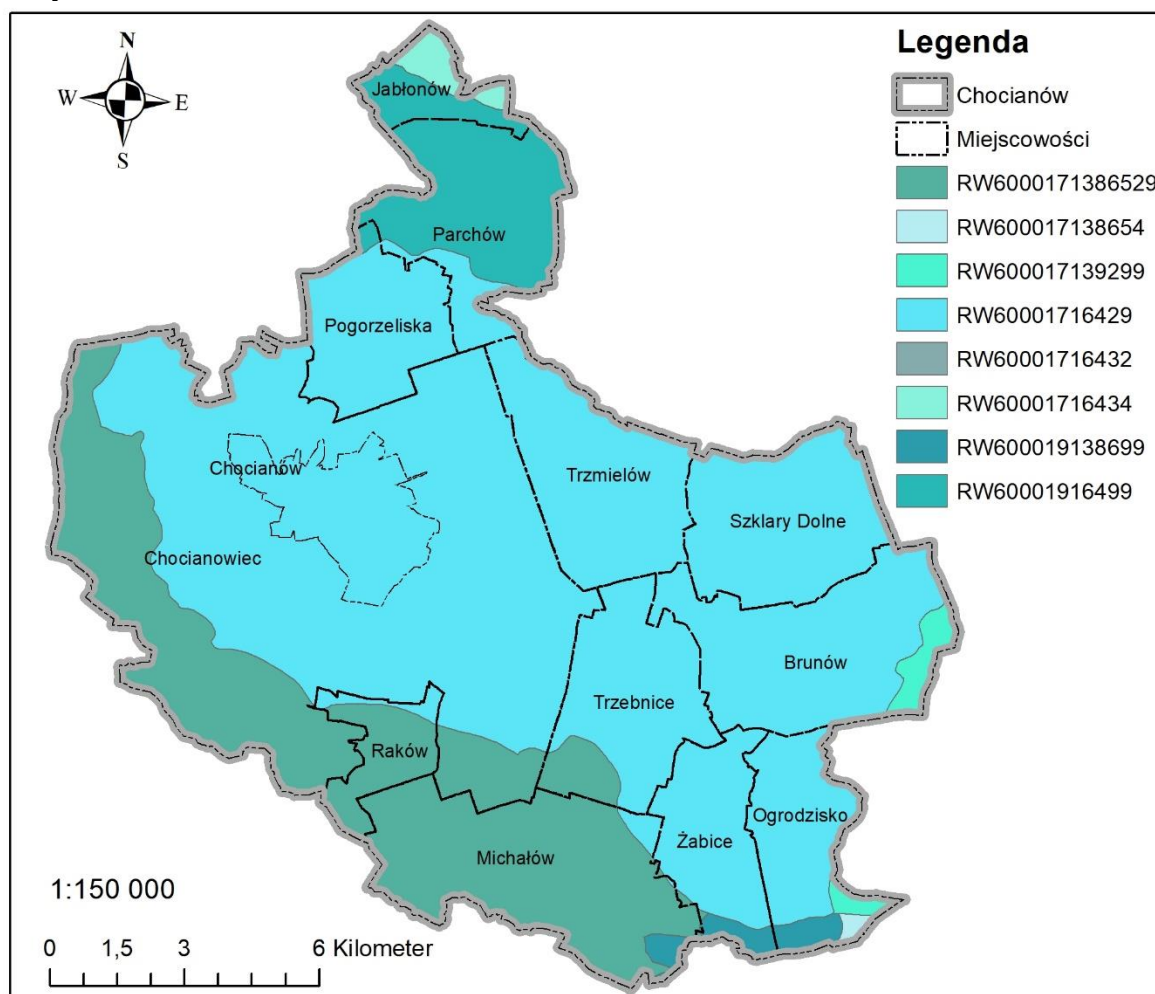 N
W E
S
Legenda
Chocianów
Miejscowości
RW6000171386529
RW600017138654
RW600017139299
RW60001716429
RW60001716432
RW60001716434
RW600019138699
RW60001916499
Jabłonów
Parchów
Pogorzeliska
Chocianów
Trzmielów
Szklary Dolne
Chocianowiec
Brunów
Trzebnice
Raków
Ogrodzisko
Żabice
Michałów
1:150 000
0 1,5 3 6 Kilometer